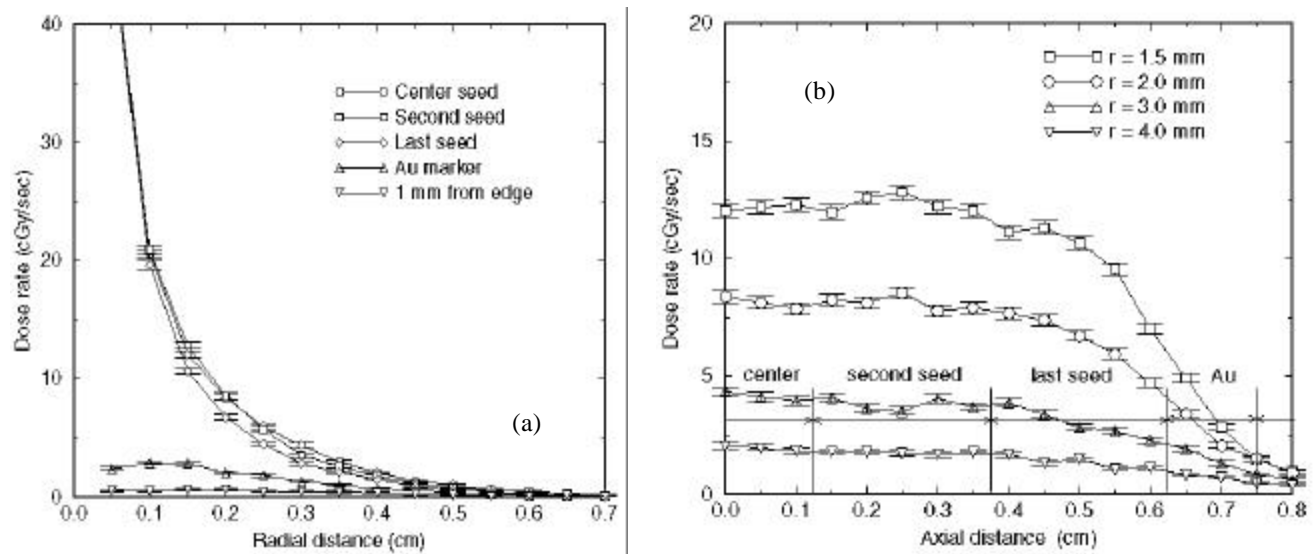 40
30
20
10
0
Dose rate (cGy/sec)
Center seed
Second seed
Last seed
Au marker
1 mm from edge
(a)
0.0 0.1 0.2 0.3 0.4 0.5 0.6 0.7
Radial distance (cm)
20
15
10
5
0
Dose rate (cGy/sec)
(b)
r = 1.5 mm
r = 2.0 mm
r = 3.0 mm
r = 4.0 mm
center second seed last seed Au
0.0 0.1 0.2 0.3 0.4 0.5 0.6 0.7 0.8
Axial distance (cm)